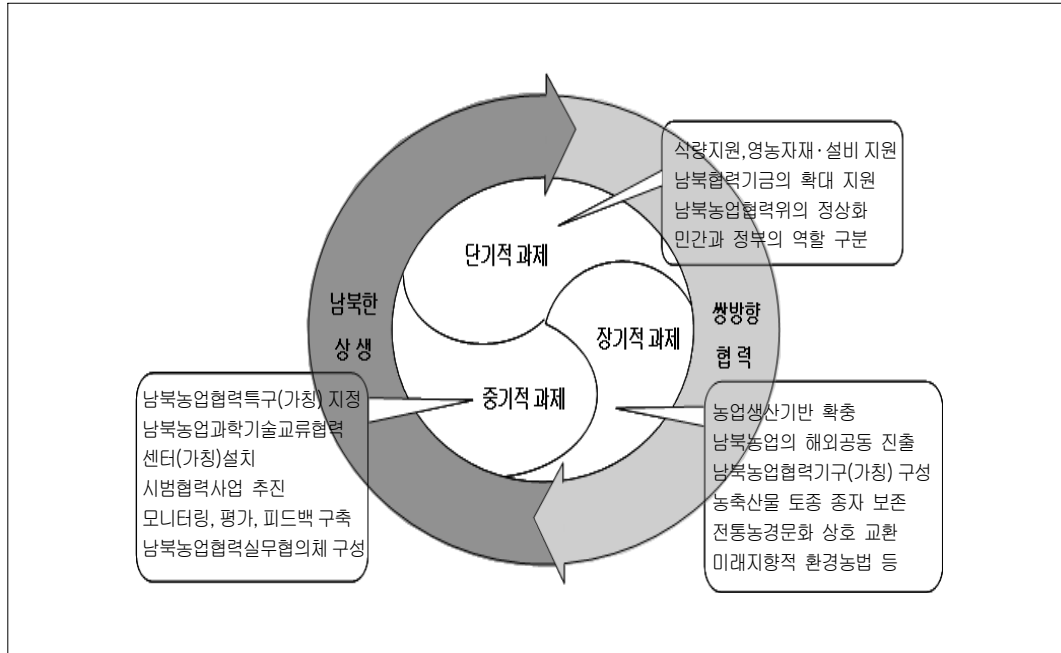 식량지원,영농자재·설비 지원
남북협력기금의 확대 지원
남북농업협력위의 정상화
민간과 정부의 역할 구분
단기적 과제
남북한
상 생
쌍방향
협 력
장기적 과제
중기적 과제
남북농업협력특구(가칭) 지정
남북농업과학기술교류협력
센터(가칭)설치
시범협력사업 추진
모니터링, 평가, 피드백 구축
남북농업협력실무협의체 구성
농업생산기반 확충
남북농업의 해외공동 진출
남북농업협력기구(가칭) 구성
농축산물 토종 종자 보존
전통농경문화 상호 교환
미래지향적 환경농법 등